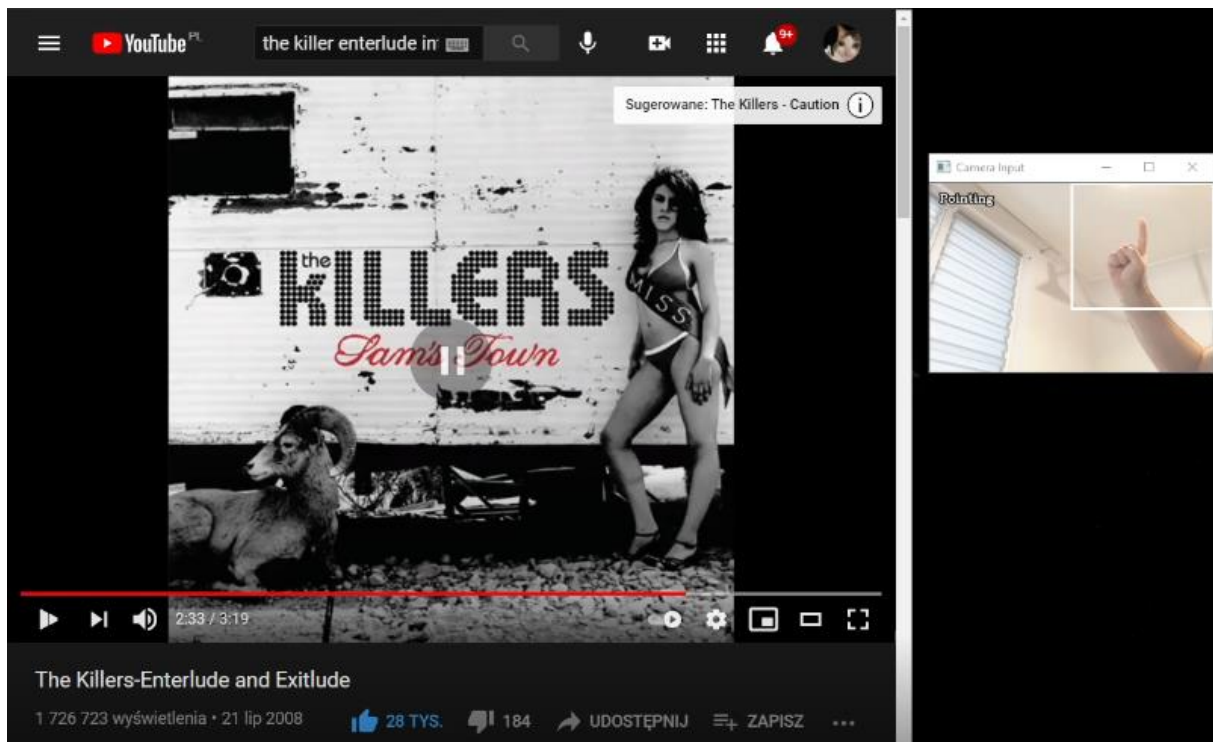 YouTube PL
the killer enterlude in
9+
Sugerowane: The Killers - Caution i
the
KILLERS
Sam's Town
MISS
2:33 / 3:19
The Killers-Enterlude and Exitlude
1 726 723 wyświetlenia • 21 lip 2008
28 TYS. 184 UDOSTĘPNIJ ZAPISZ
Camera Input
Pointing